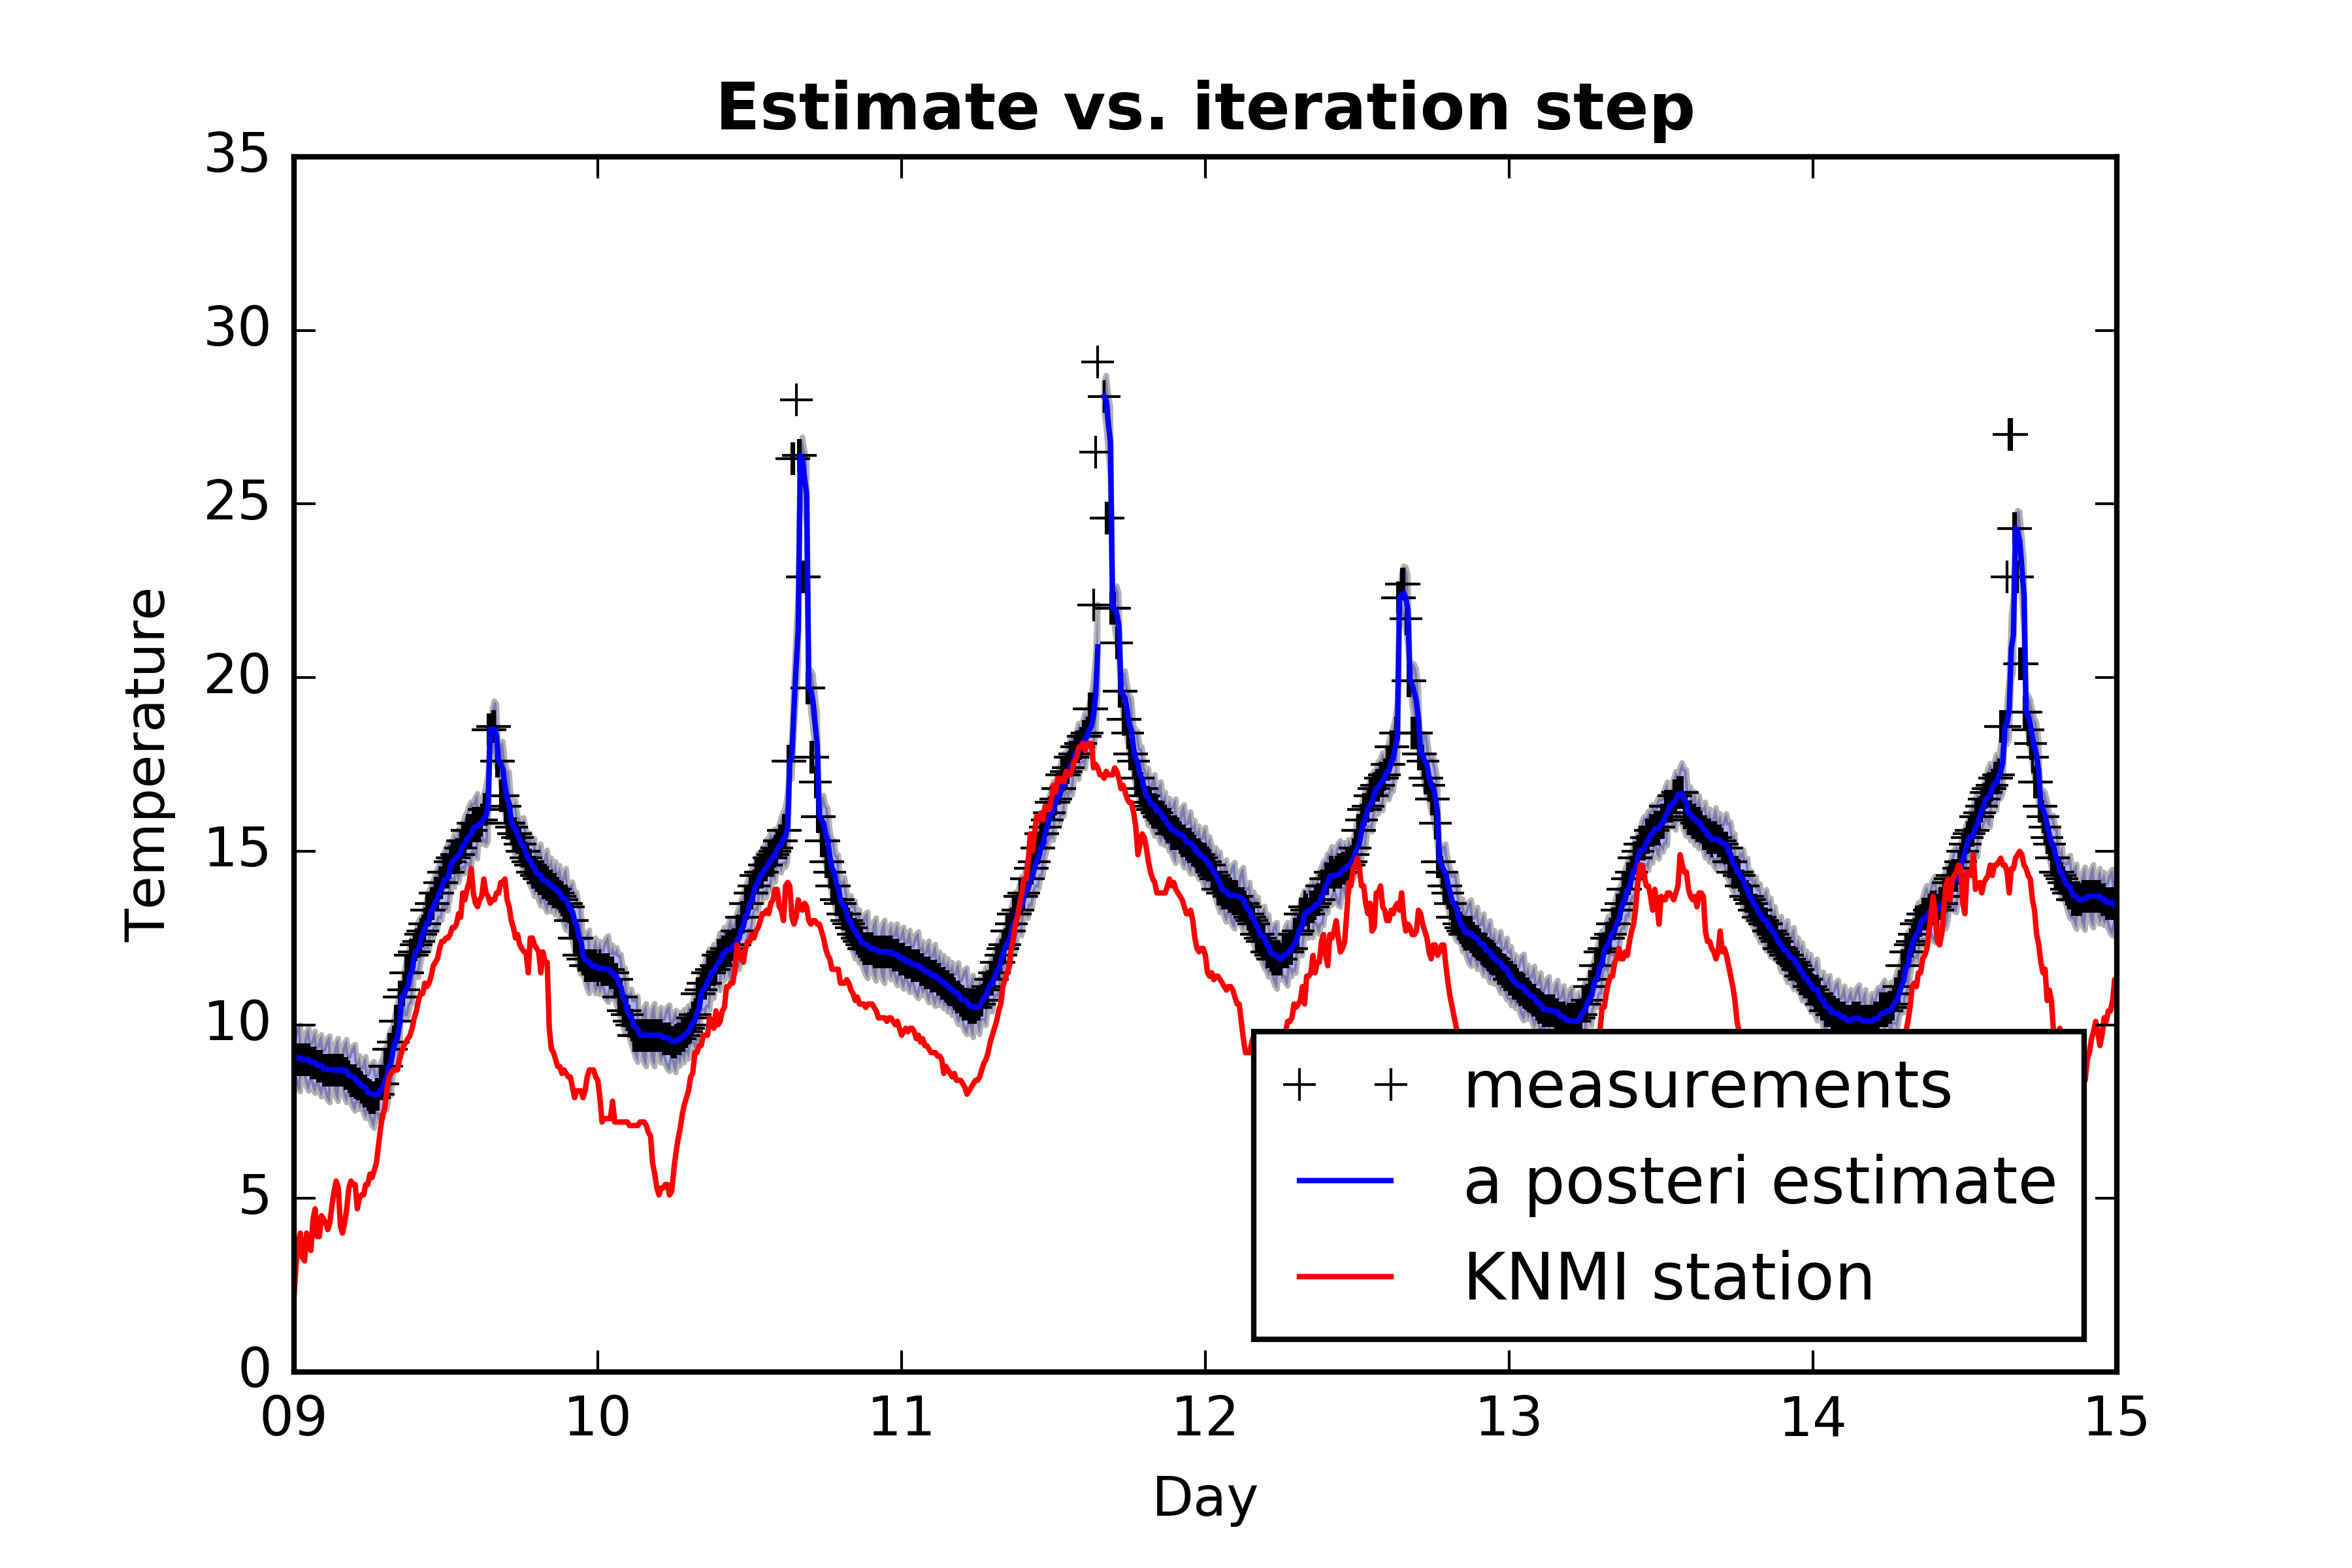 Estimate vs. iteration step
35
30
25
20
15
10
5
0
Temperature
09 10 11 12 13 14 15
Day
measurements
a posteri estimate
KNMI station